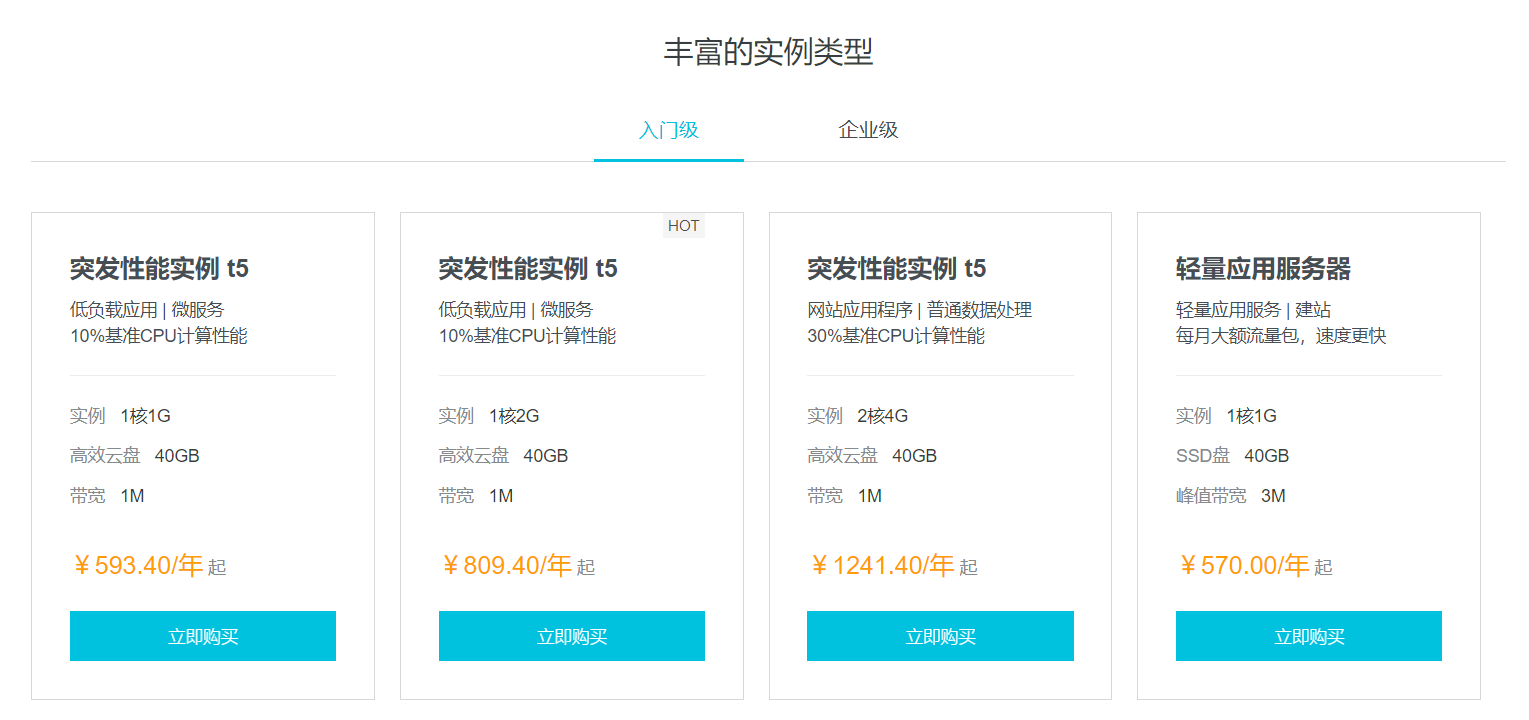 丰富的实例类型
入门级
企业级
突发性能实例 t5
低负载应用 | 微服务
10%基准CPU计算性能
实例 1核1G
高效云盘 40GB
带宽 1M
￥593.40/年 起
立即购买
HOT
突发性能实例 t5
低负载应用 | 微服务
10%基准CPU计算性能
实例 1核2G
高效云盘 40GB
带宽 1M
￥809.40/年 起
立即购买
突发性能实例 t5
网站应用程序 | 普通数据处理
30%基准CPU计算性能
实例 2核4G
高效云盘 40GB
带宽 1M
￥1241.40/年 起
立即购买
轻量应用服务器
轻量应用服务 | 建站
每月大额流量包，速度更快
实例 1核1G
SSD盘 40GB
峰值带宽 3M
￥570.00/年 起
立即购买